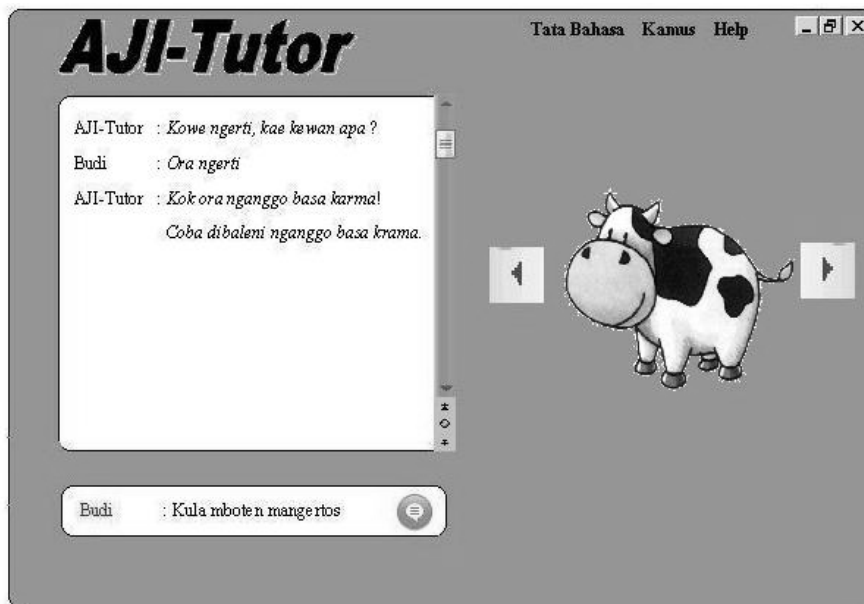 AJI-Tutor
Tata Bahasa Kamus Help
AJI-Tutor : Kowe ngerti, kae kewan apa ?
Budi : Ora ngerti
AJI-Tutor : Kok ora nganggo basa karma!
Coba dibaleni nganggo basa krama.
Budi : Kula mboten mangertos